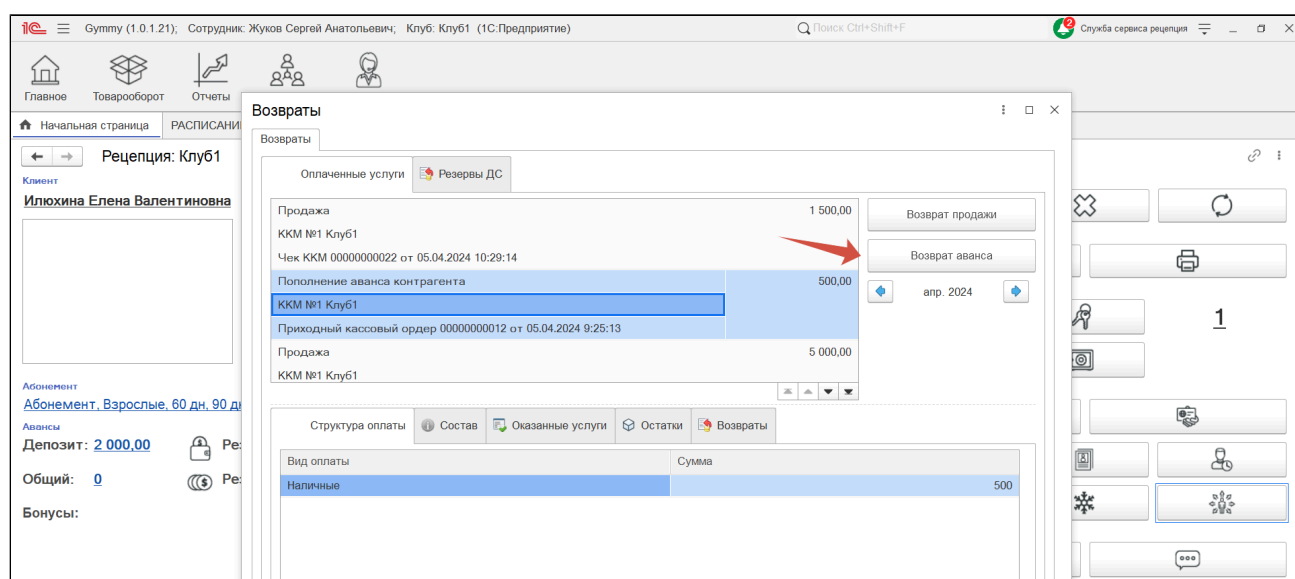 1С Gymmy (1.0.1.21); Сотрудник: Жуков Сергей Анатольевич; Клуб: Клуб1 (1С:Предприятие) Поиск Ctrl+Shift+F 2 Служба сервиса рецепция
Главное Товарооборот Отчеты
Начальная страница РАСПИСАНИ
Рецепция: Клуб1
Клиент
Илюхина Елена Валентиновна
Абонемент
Абонемент, Взрослые, 60 дн, 90 д
Авансы
Депозит: 2 000,00 Ре
Общий: 0 Ре
Бонусы:
Возвраты
Возвраты
Оплаченные услуги Резервы ДС
Продажа 1 500,00
ККМ №1 Клуб1
Чек ККМ 00000000022 от 05.04.2024 10:29:14
Пополнение аванса контрагента 500,00
ККМ №1 Клуб1
Приходный кассовый ордер 00000000012 от 05.04.2024 9:25:13
Продажа 5 000,00
ККМ №1 Клуб1
Возврат продажи
Возврат аванса
апр. 2024
Структура оплаты Состав Оказанные услуги Остатки Возвраты
Вид оплаты Сумма
Наличные 500
1